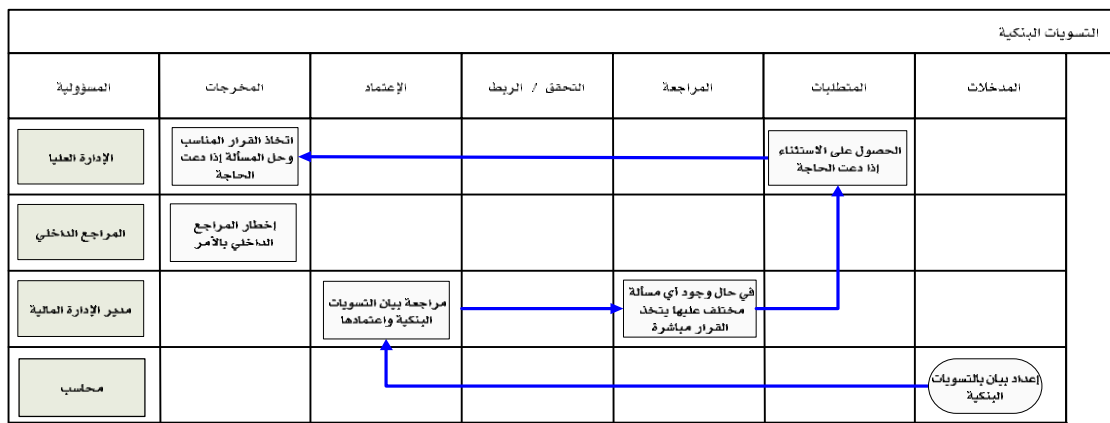 التسويات البنكية
المدخلات
المتطلبات
المراجعة
التحقق / الربط
الإعتماد
المخرجات
المسؤولية
الحصول على الاستثناء
إذا دعت الحاجة
اتخاذ القرار المناسب
وحل المسألة إذا دعت
الحاجة
الإدارة العليا
إخطار المراجع
الداخلي بالأمر
المراجع الداخلي
في حال وجود أي مسألة
مختلف عليها يتخذ
القرار مباشرة
مراجعة بيان التسويات
البنكية واعتمادها
مدير الإدارة المالية
إعداد بيان بالتسويات
البنكية
محاسب